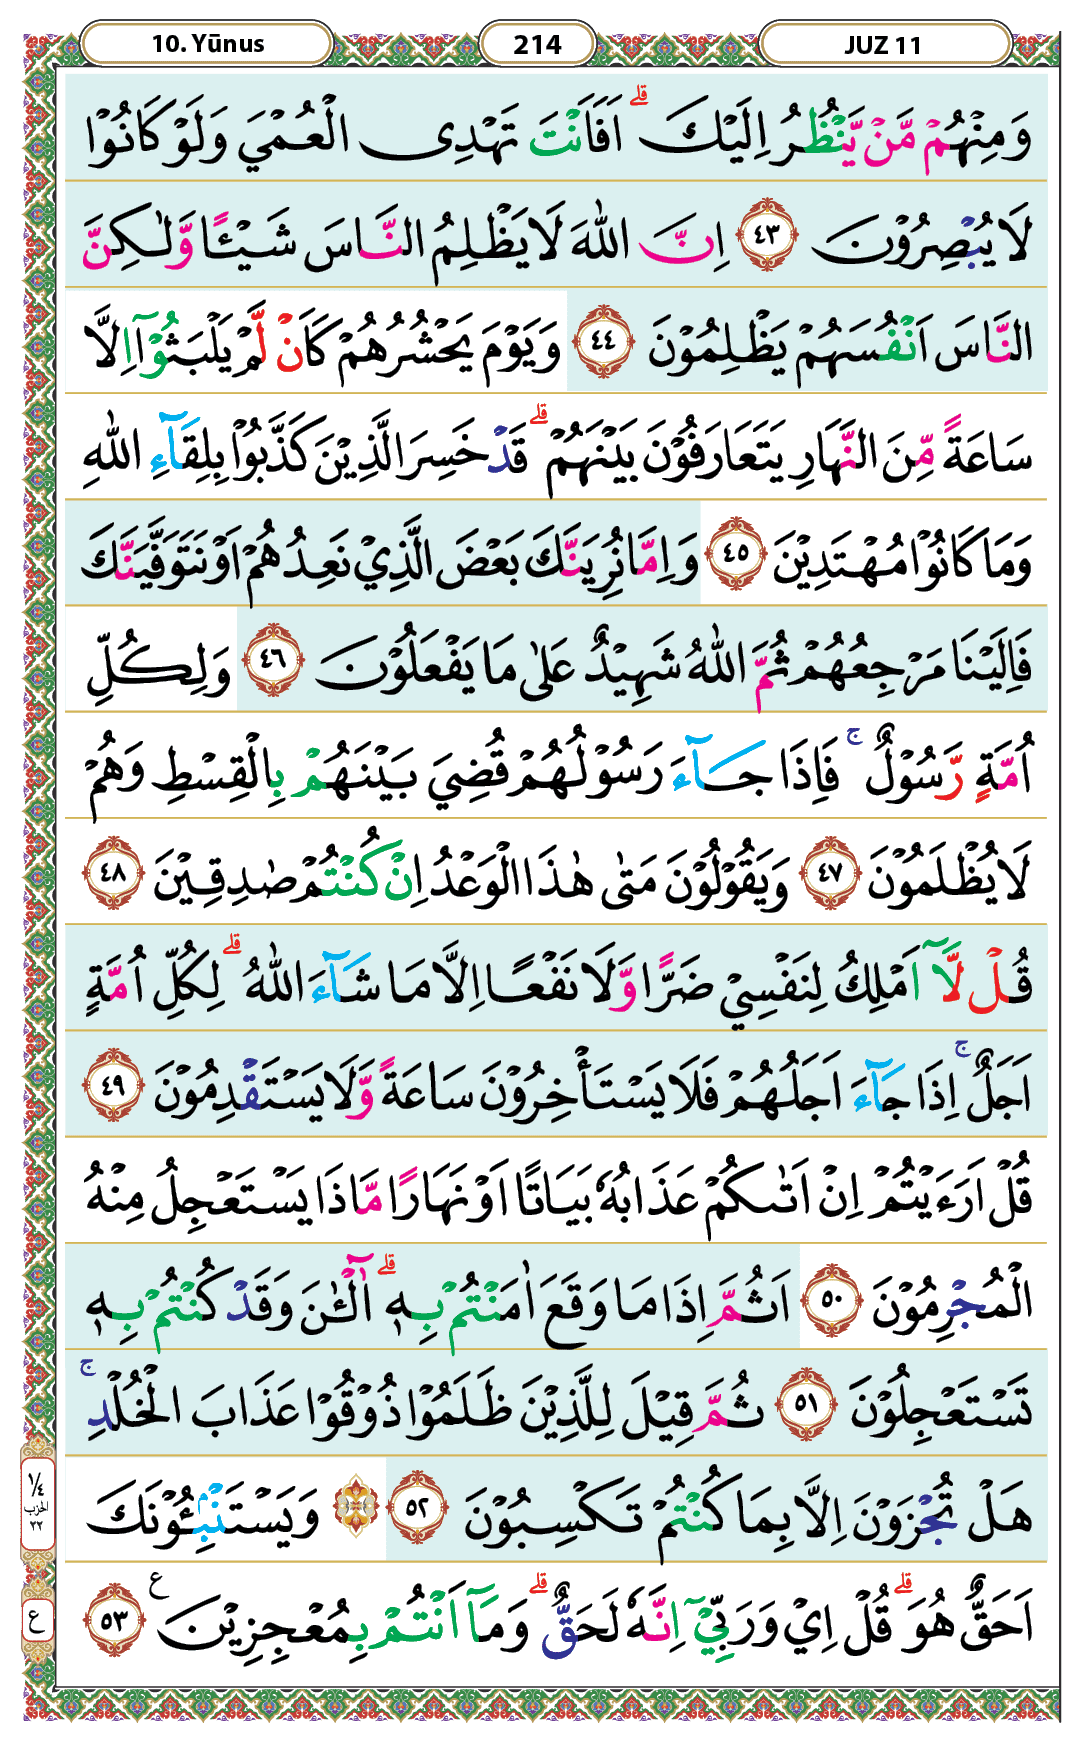 10. Yūnus 214 JUZ 11
وَمِنْهُمْ مَّنْ يَّنْظُرُ اِلَيْكَ ۗ اَفَاَنْتَ تَهْدِى الْعُمْيَ وَلَوْ كَانُوْا
لَا يُبْصِرُوْنَ ٤٣ اِنَّ اللّٰهَ لَا يَظْلِمُ النَّاسَ شَيْـًٔا وَّلٰكِنَّ
النَّاسَ اَنْفُسَهُمْ يَظْلِمُوْنَ ٤٤ وَيَوْمَ يَحْشُرُهُمْ كَاَنْ لَّمْ يَلْبَثُوْٓا اِلَّا
سَاعَةً مِّنَ النَّهَارِ يَتَعَارَفُوْنَ بَيْنَهُمْ ۗ قَدْ خَسِرَ الَّذِيْنَ كَذَّبُوْا بِلِقَاۤءِ اللّٰهِ
وَمَا كَانُوْا مُهْتَدِيْنَ ٤٥ وَاِمَّا نُرِيَنَّكَ بَعْضَ الَّذِيْ نَعِدُهُمْ اَوْ نَتَوَفَّيَنَّكَ
فَاِلَيْنَا مَرْجِعُهُمْ ثُمَّ اللّٰهُ شَهِيْدٌ عَلٰى مَا يَفْعَلُوْنَ ٤٦ وَلِكُلِّ
اُمَّةٍ رَّسُوْلٌ ۚ فَاِذَا جَاۤءَ رَسُوْلُهُمْ قُضِيَ بَيْنَهُمْ بِالْقِسْطِ وَهُمْ
لَا يُظْلَمُوْنَ ٤٧ وَيَقُوْلُوْنَ مَتٰى هٰذَا الْوَعْدُ اِنْ كُنْتُمْ صٰدِقِيْنَ ٤٨
قُلْ لَّآ اَمْلِكُ لِنَفْسِيْ ضَرًّا وَّلَا نَفْعًا اِلَّا مَا شَاۤءَ اللّٰهُ ۗ لِكُلِّ اُمَّةٍ
اَجَلٌ ۚ اِذَا جَاۤءَ اَجَلُهُمْ فَلَا يَسْتَأْخِرُوْنَ سَاعَةً وَّلَا يَسْتَقْدِمُوْنَ ٤٩
قُلْ اَرَءَيْتُمْ اِنْ اَتٰىكُمْ عَذَابُهٗ بَيَاتًا اَوْ نَهَارًا مَّاذَا يَسْتَعْجِلُ مِنْهُ
الْمُجْرِمُوْنَ ٥٠ اَثُمَّ اِذَا مَا وَقَعَ اٰمَنْتُمْ بِهٖ ۗ اٰۤلْـٰٔنَ وَقَدْ كُنْتُمْ بِهٖ
تَسْتَعْجِلُوْنَ ٥١ ثُمَّ قِيْلَ لِلَّذِيْنَ ظَلَمُوْا ذُوْقُوْا عَذَابَ الْخُلْدِ ۚ
هَلْ تُجْزَوْنَ اِلَّا بِمَا كُنْتُمْ تَكْسِبُوْنَ ٥٢ وَيَسْتَنْۢبِـُٔوْنَكَ
اَحَقٌّ هُوَ ۗ قُلْ اِيْ وَرَبِّيْٓ اِنَّهٗ لَحَقٌّ ۗ وَمَآ اَنْتُمْ بِمُعْجِزِيْنَ ࣖ ٥٣
١/٤
الحزب
٢٢
ع